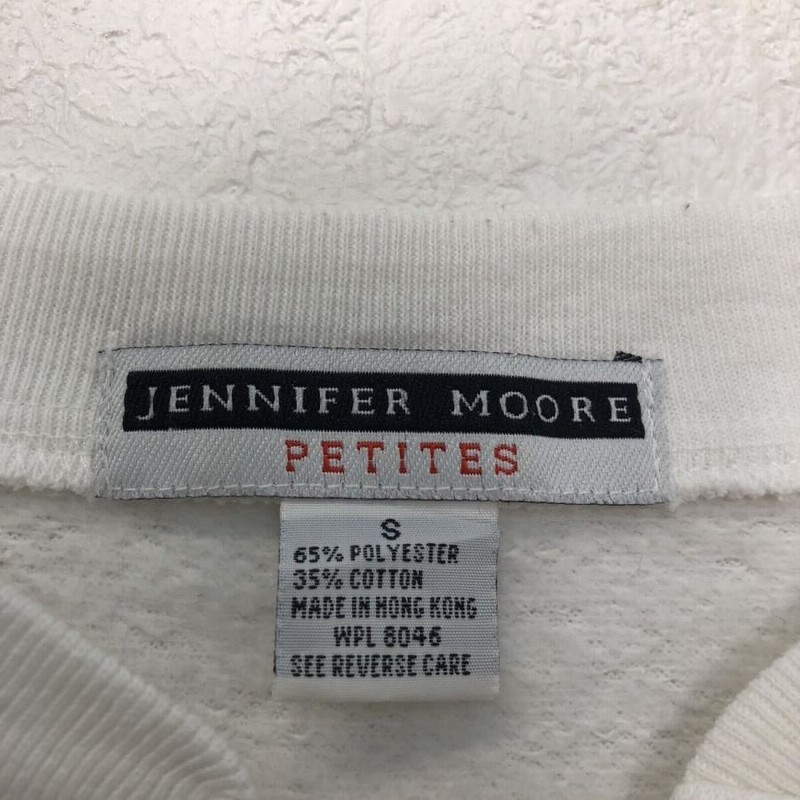 JENNIFER MOORE
PETITES
S
65% POLYESTER
35% COTTON
MADE IN HONG KONG
WPL 8046
SEE REVERSE CARE